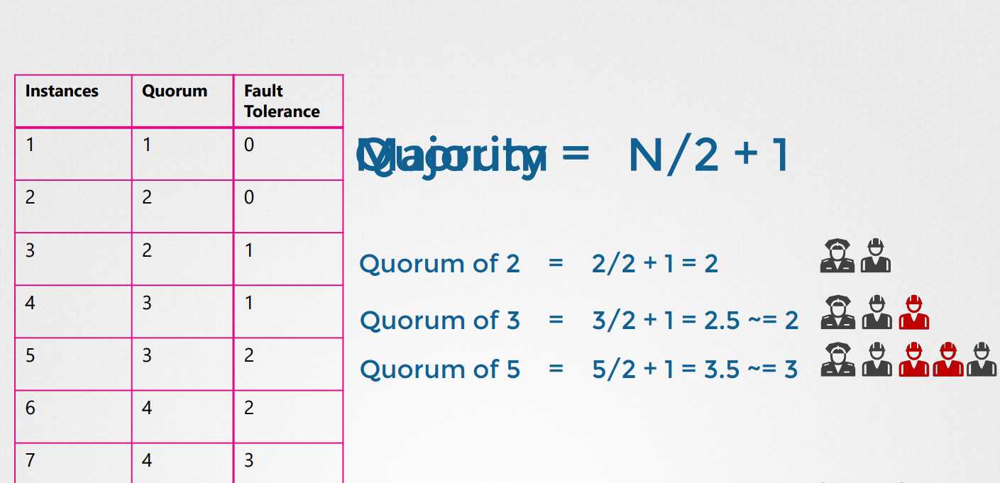 Instances Quorum Fault Tolerance
1 1 0
2 2 0
3 2 1
4 3 1
5 3 2
6 4 2
7 4 3
Majority = N/2 + 1
Quorum
Quorum of 2 = 2/2 + 1 = 2
Quorum of 3 = 3/2 + 1 = 2.5 ~= 2
Quorum of 5 = 5/2 + 1 = 3.5 ~= 3